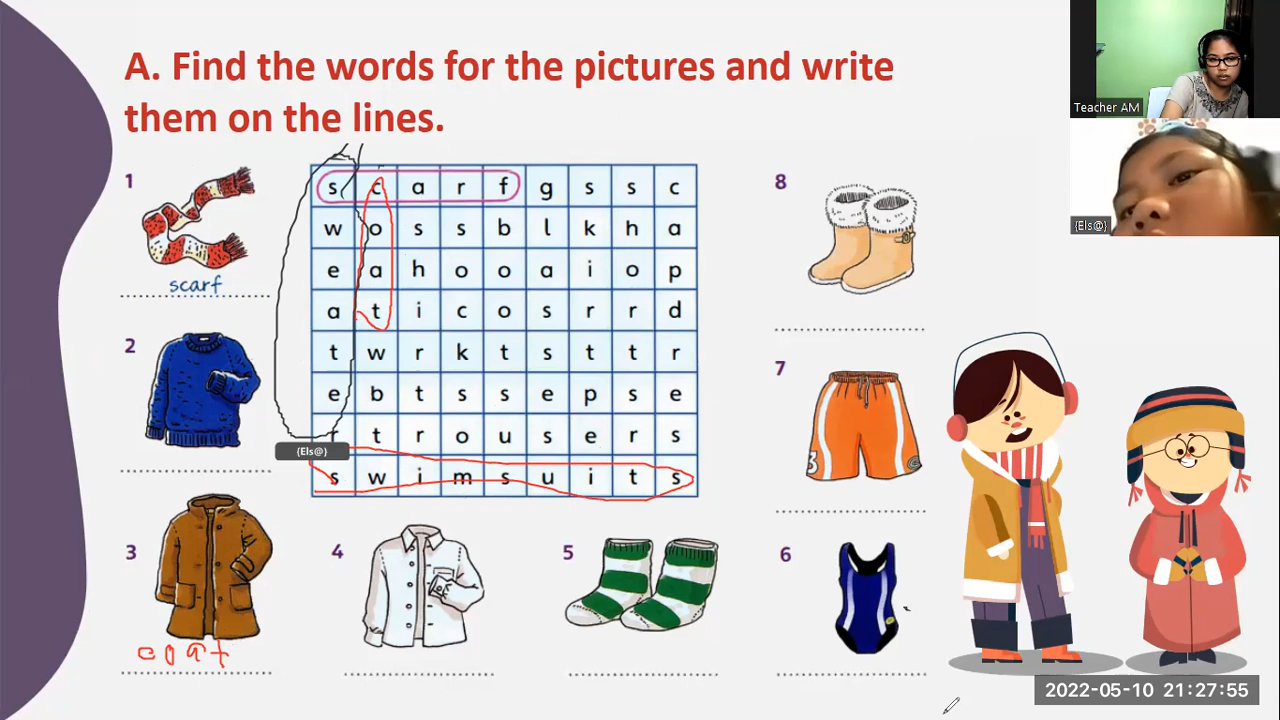 A. Find the words for the pictures and write
them on the lines.
Teacher AM
{Els@}
1
scarf
2
3
coat
4
5
6
7
8
s c a r f g s s c
w o s s b l k h a
e a h o o a i o p
a t i c o s r r d
t w r k t s t t r
e b t s s e p s e
r t r o u s e r s
s w i m s u i t s
{Els@}
3
2022-05-10 21:27:55